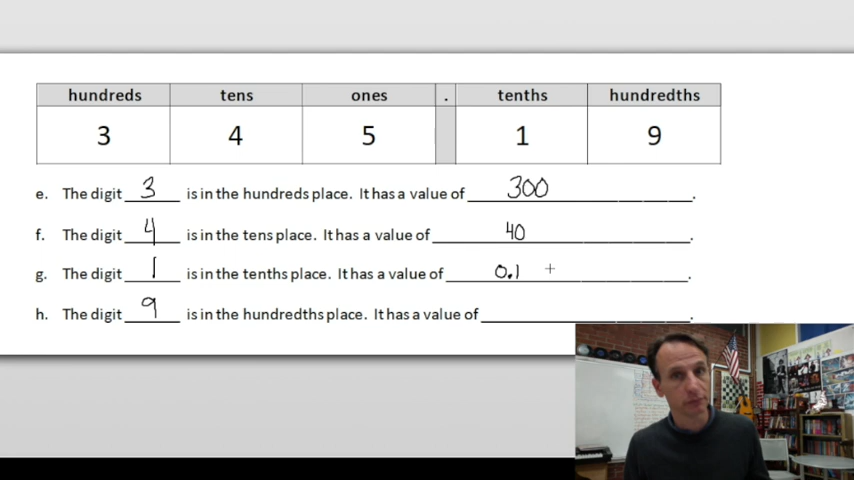 hundreds tens ones . tenths hundredths
3 4 5 1 9
e. The digit 3 is in the hundreds place. It has a value of 300.
f. The digit 4 is in the tens place. It has a value of 40.
g. The digit 1 is in the tenths place. It has a value of 0.1.
h. The digit 9 is in the hundredths place. It has a value of .